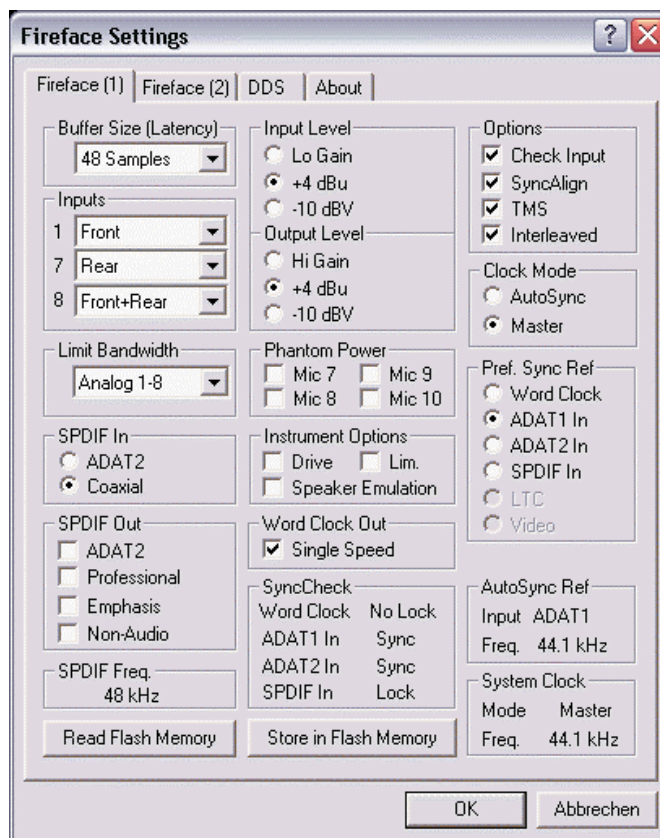 Fireface Settings
Fireface (1) Fireface (2) DDS About
Buffer Size (Latency)
48 Samples
Inputs
1 Front
7 Rear
8 Front+Rear
Limit Bandwidth
Analog 1-8
SPDIF In
ADAT2
Coaxial
SPDIF Out
ADAT2
Professional
Emphasis
Non-Audio
SPDIF Freq.
48 kHz
Read Flash Memory
Input Level
Lo Gain
+4 dBu
-10 dBV
Output Level
Hi Gain
+4 dBu
-10 dBV
Phantom Power
Mic 7 Mic 9
Mic 8 Mic 10
Instrument Options
Drive Lim.
Speaker Emulation
Word Clock Out
Single Speed
SyncCheck
Word Clock No Lock
ADAT1 In Sync
ADAT2 In Sync
SPDIF In Lock
Store in Flash Memory
Options
Check Input
SyncAlign
TMS
Interleaved
Clock Mode
AutoSync
Master
Pref. Sync Ref
Word Clock
ADAT1 In
ADAT2 In
SPDIF In
LTC
Video
AutoSync Ref
Input ADAT1
Freq. 44.1 kHz
System Clock
Mode Master
Freq. 44.1 kHz
OK Abbrechen